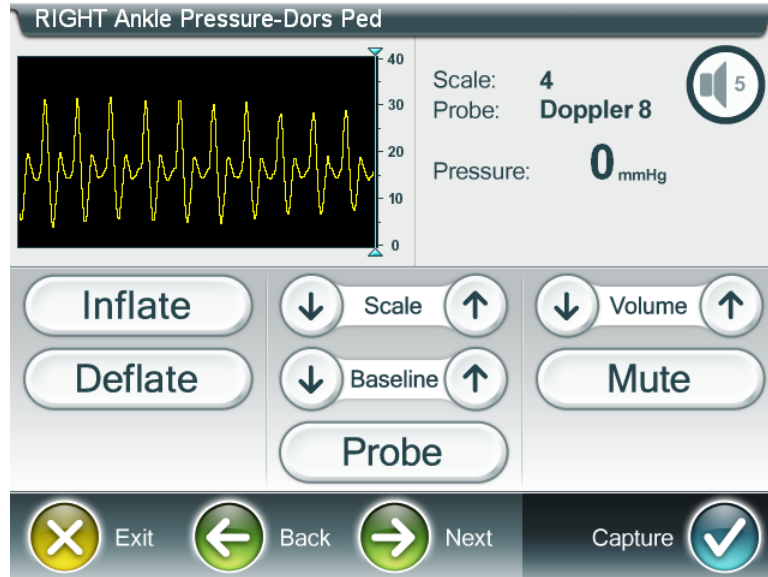 RIGHT Ankle Pressure-Dors Ped
40
30
20
10
0
Scale: 4
Probe: Doppler 8
Pressure: 0 mmHg
5
Inflate
Scale
Volume
Deflate
Baseline
Mute
Probe
Exit
Back
Next
Capture